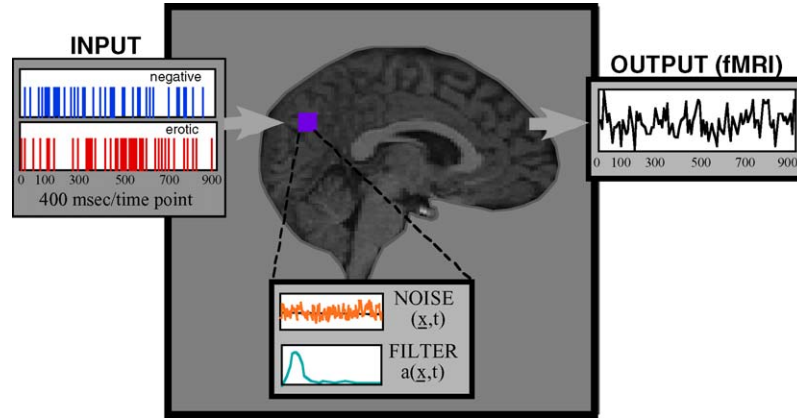 INPUT
negative
erotic
0 100 300 500 700 900
400 msec/time point
OUTPUT (fMRI)
0 100 300 500 700 900
NOISE
(x,t)
FILTER
a(x,t)